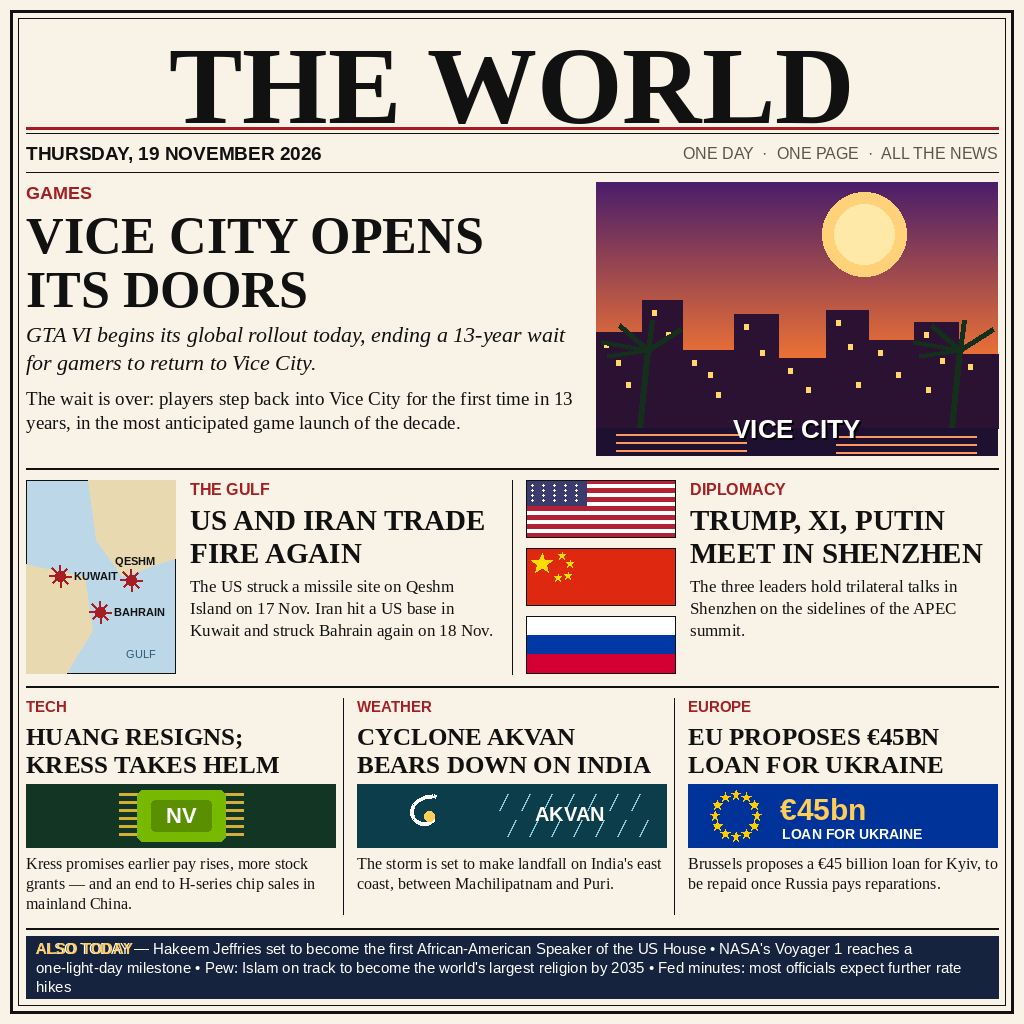 THE WORLD
THURSDAY, 19 NOVEMBER 2026
ONE DAY · ONE PAGE · ALL THE NEWS
GAMES
VICE CITY OPENS
ITS DOORS
GTA VI begins its global rollout today, ending a 13-year wait
for gamers to return to Vice City.
The wait is over: players step back into Vice City for the first time in 13
years, in the most anticipated game launch of the decade.
VICE CITY
QESHM
KUWAIT
BAHRAIN
GULF
THE GULF
US AND IRAN TRADE
FIRE AGAIN
The US struck a missile site on Qeshm
Island on 17 Nov. Iran hit a US base in
Kuwait and struck Bahrain again on 18 Nov.
DIPLOMACY
TRUMP, XI, PUTIN
MEET IN SHENZHEN
The three leaders hold trilateral talks in
Shenzhen on the sidelines of the APEC
summit.
TECH
HUANG RESIGNS;
KRESS TAKES HELM
NV
Kress promises earlier pay rises, more stock
grants — and an end to H-series chip sales in
mainland China.
WEATHER
CYCLONE AKVAN
BEARS DOWN ON INDIA
AKVAN
The storm is set to make landfall on India's east
coast, between Machilipatnam and Puri.
EUROPE
EU PROPOSES €45BN
LOAN FOR UKRAINE
€45bn
LOAN FOR UKRAINE
Brussels proposes a €45 billion loan for Kyiv, to
be repaid once Russia pays reparations.
ALSO TODAY — Hakeem Jeffries set to become the first African-American Speaker of the US House • NASA's Voyager 1 reaches a
one-light-day milestone • Pew: Islam on track to become the world's largest religion by 2035 • Fed minutes: most officials expect further rate
hikes